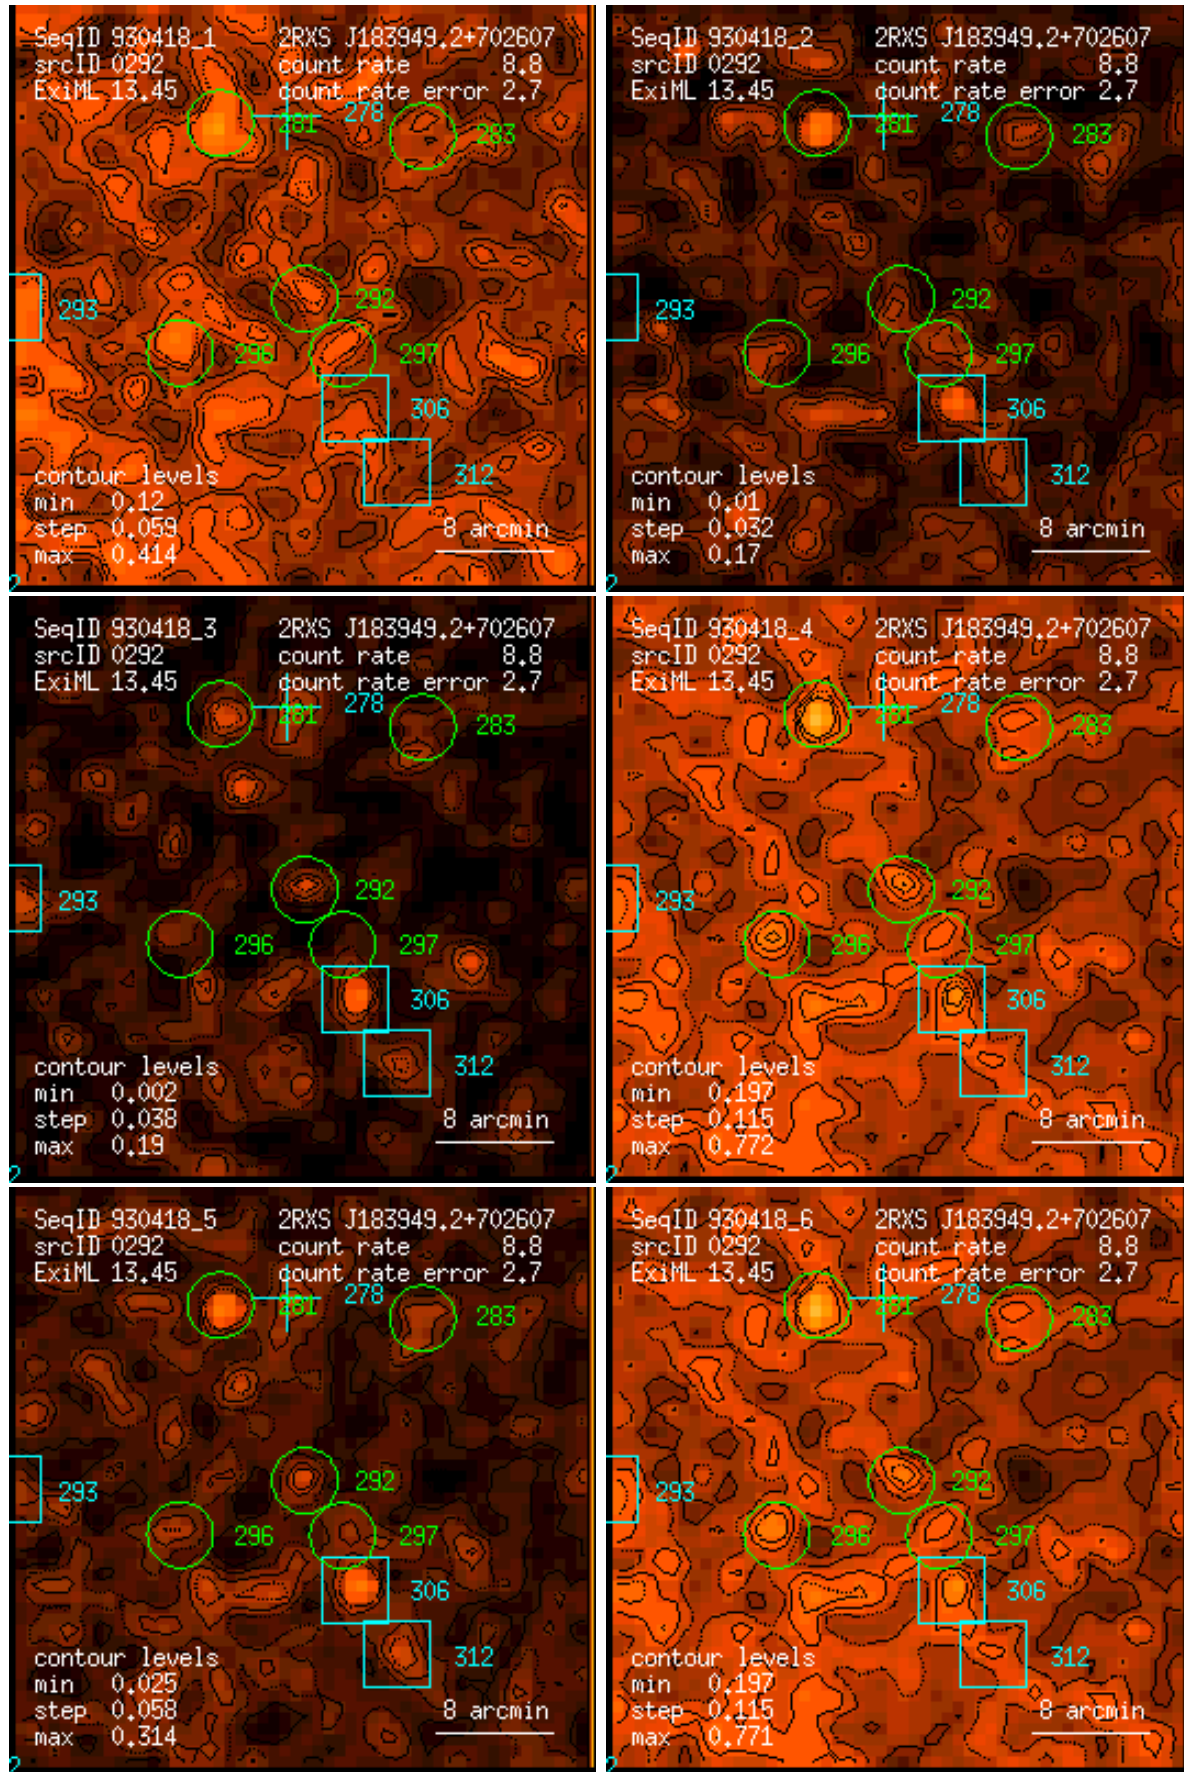 SeqID 930418_1 2RXS J183949.2+702607
srcID 0292 count rate 8.8
ExiML 13.45 count rate error 2.7
281 278 283
292
293
296 297
306
312
contour levels
min 0.12
step 0.059 8 arcmin
max 0.414
2
SeqID 930418_2 2RXS J183949.2+702607
srcID 0292 count rate 8.8
ExiML 13.45 count rate error 2.7
281 278 283
292
293
296 297
306
312
contour levels
min 0.01
step 0.032 8 arcmin
max 0.17
2
SeqID 930418_3 2RXS J183949.2+702607
srcID 0292 count rate 8.8
ExiML 13.45 count rate error 2.7
281 278 283
292
293
296 297
306
312
contour levels
min 0.002
step 0.038 8 arcmin
max 0.19
2
SeqID 930418_4 2RXS J183949.2+702607
srcID 0292 count rate 8.8
ExiML 13.45 count rate error 2.7
281 278 283
292
293
296 297
306
312
contour levels
min 0.197
step 0.115 8 arcmin
max 0.772
2
SeqID 930418_5 2RXS J183949.2+702607
srcID 0292 count rate 8.8
ExiML 13.45 count rate error 2.7
281 278 283
292
293
296 297
306
312
contour levels
min 0.025
step 0.058 8 arcmin
max 0.314
2
SeqID 930418_6 2RXS J183949.2+702607
srcID 0292 count rate 8.8
ExiML 13.45 count rate error 2.7
281 278 283
292
293
296 297
306
312
contour levels
min 0.197
step 0.115 8 arcmin
max 0.771
2